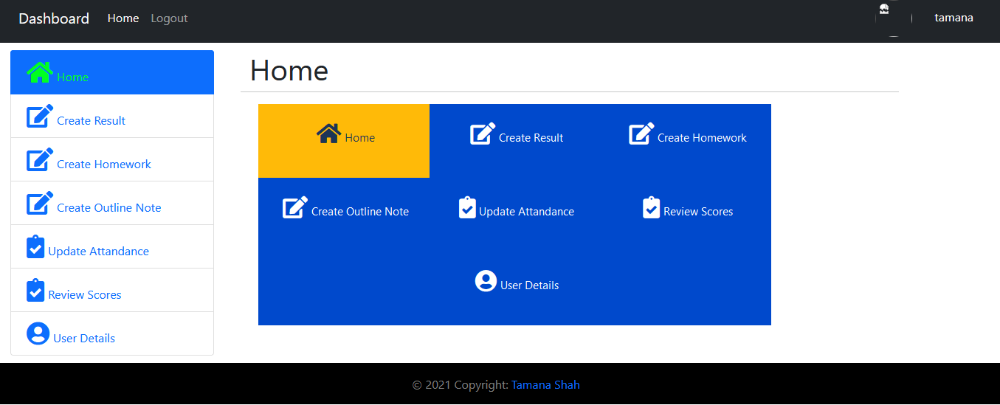 Dashboard Home Logout tamana
Home
Create Result
Create Homework
Create Outline Note
Update Attandance
Review Scores
User Details
Home
Home Create Result Create Homework
Create Outline Note Update Attandance Review Scores
User Details
© 2021 Copyright: Tamana Shah